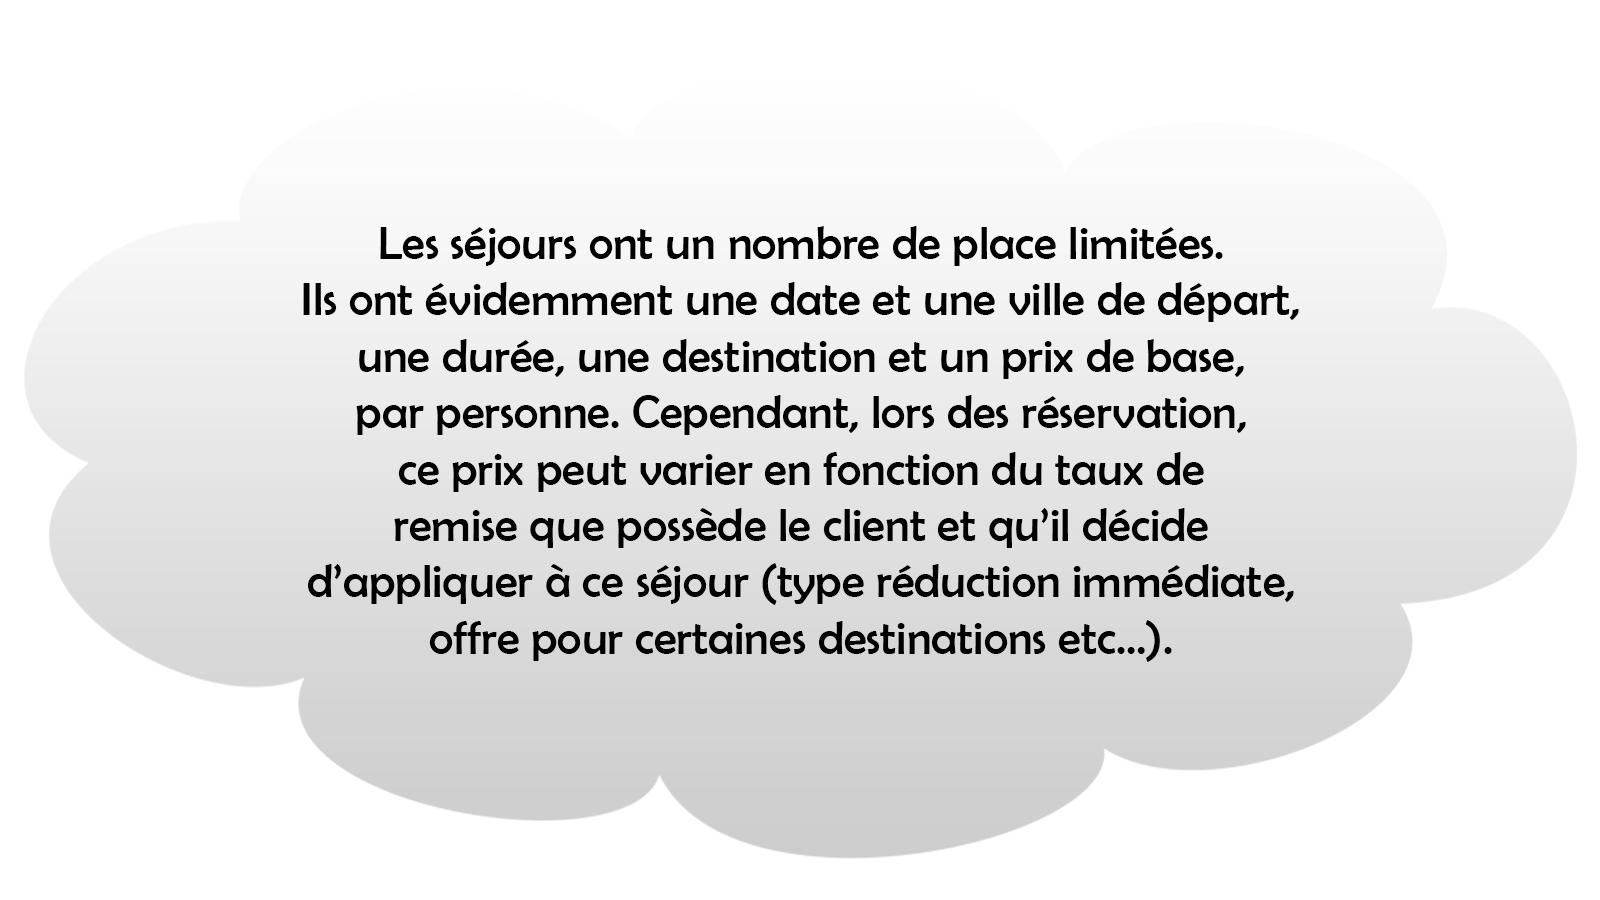 Les séjours ont un nombre de place limitées.
Ils ont évidemment une date et une ville de départ,
une durée, une destination et un prix de base,
par personne. Cependant, lors des réservation,
ce prix peut varier en fonction du taux de
remise que possède le client et qu’il décide
d’appliquer à ce séjour (type réduction immédiate,
offre pour certaines destinations etc...).